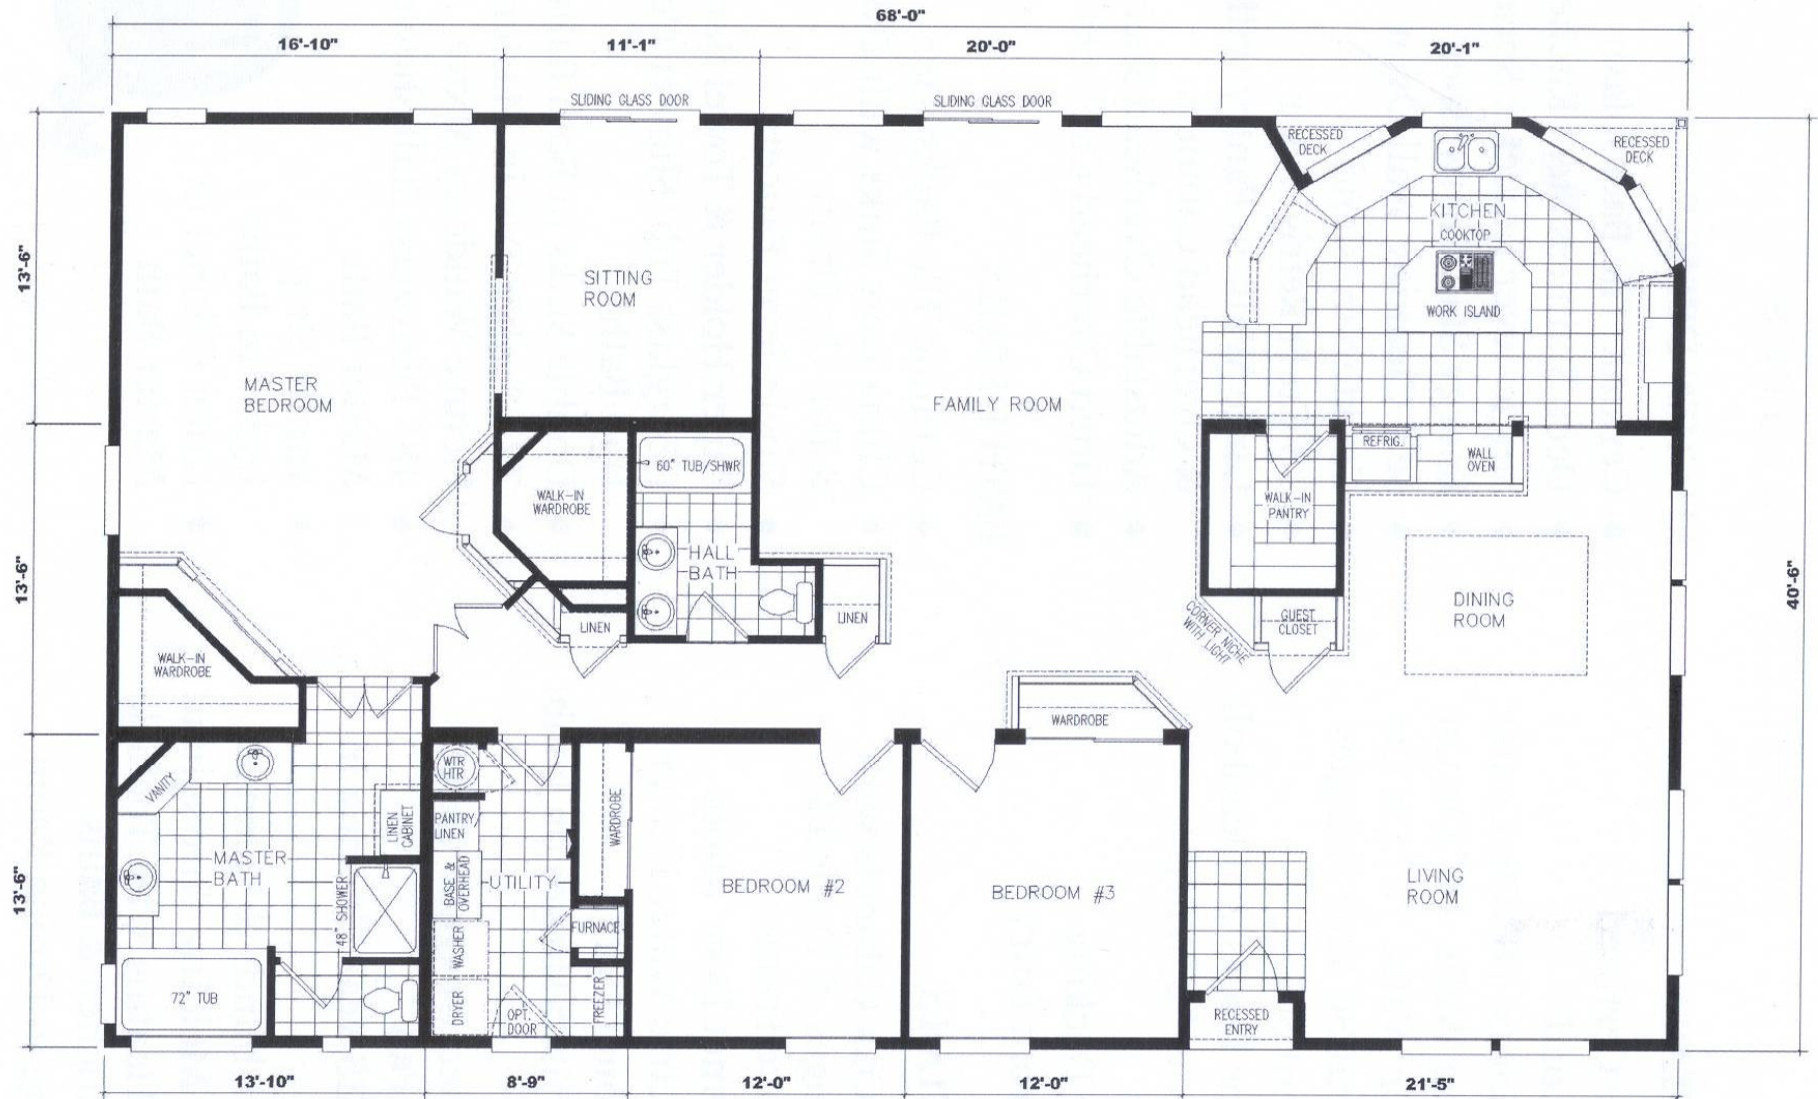 68'-0"
16'-10"
11'-1"
20'-0"
20'-1"
SLIDING GLASS DOOR
SLIDING GLASS DOOR
RECESSED
DECK
RECESSED
DECK
KITCHEN
COOKTOP
WORK ISLAND
13'-6"
SITTING
ROOM
MASTER
BEDROOM
FAMILY ROOM
REFRIG.
WALL
OVEN
60" TUB/SHWR
WALK-IN
WARDROBE
WALK-IN
PANTRY
HALL
BATH
13'-6"
40'-6"
DINING
ROOM
LINEN
LINEN
GUEST
CLOSET
CORNER NICHE
WITH LIGHT
WALK-IN
WARDROBE
WARDROBE
WTR
HTR
VANITY
LINEN
CABINET
PANTRY/
LINEN
WARDROBE
MASTER
BATH
BASE &
OVERHEAD
UTILITY
BEDROOM #2
BEDROOM #3
LIVING
ROOM
13'-6"
48" SHOWER
WASHER
FURNACE
72" TUB
DRYER
OPT.
DOOR
FREEZER
RECESSED
ENTRY
13'-10"
8'-9"
12'-0"
12'-0"
21'-5"